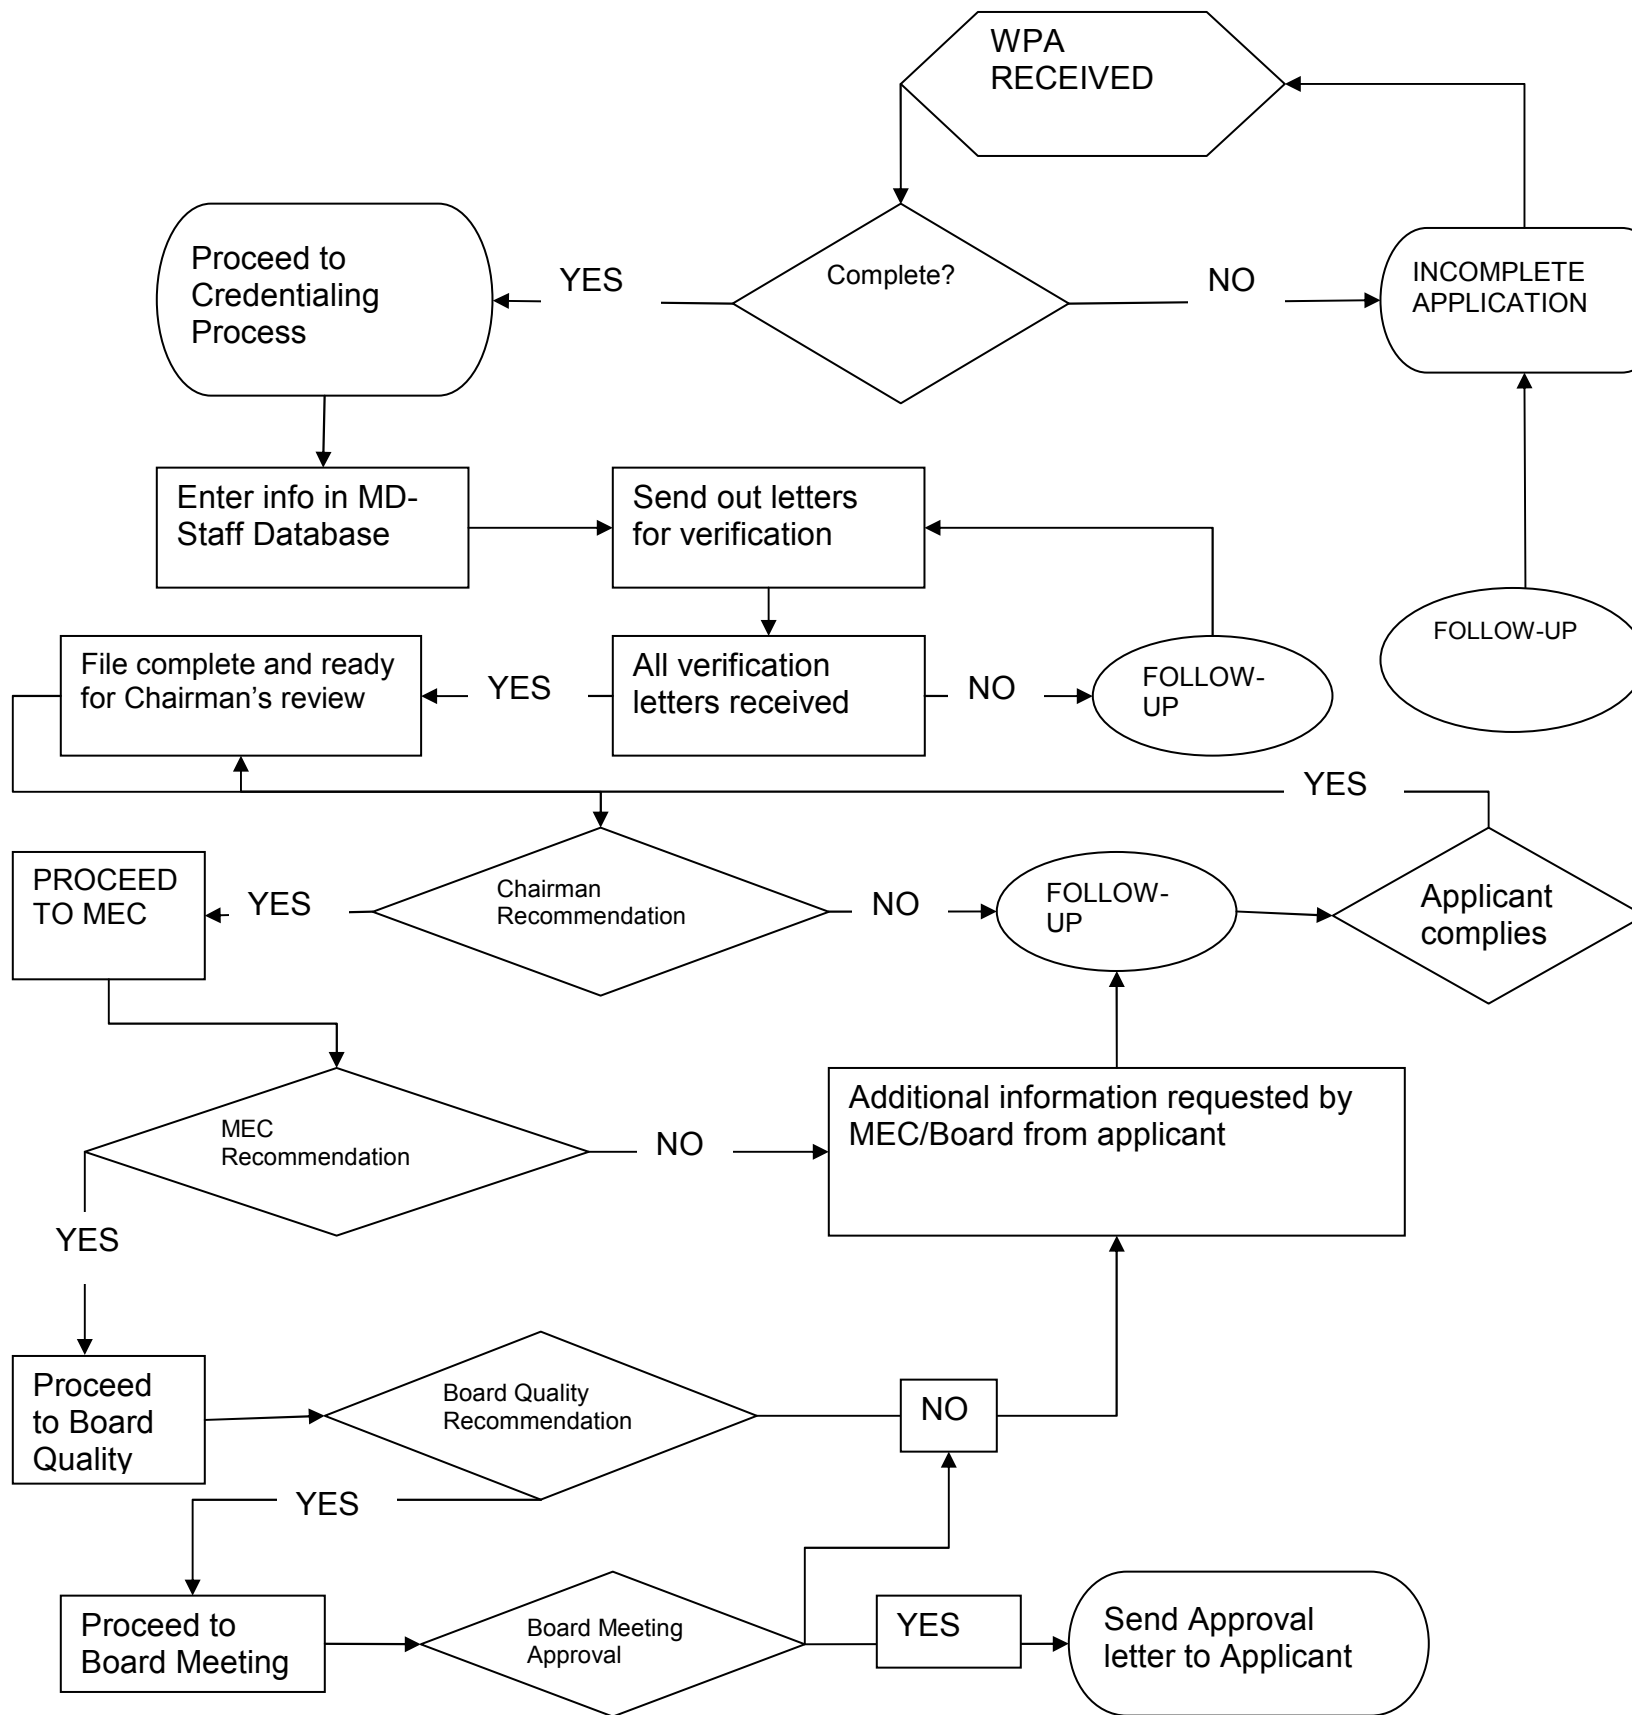 WPA
RECEIVED
Proceed to
Credentialing
Process
YES
Complete?
NO
INCOMPLETE
APPLICATION
Enter info in MD-
Staff Database
Send out letters
for verification
FOLLOW-UP
File complete and ready
for Chairman’s review
YES
All verification
letters received
NO
FOLLOW-
UP
YES
PROCEED
TO MEC
YES
Chairman
Recommendation
NO
FOLLOW-
UP
Applicant
complies
MEC
Recommendation
NO
Additional information requested by
MEC/Board from applicant
YES
Proceed
to Board
Quality
Board Quality
Recommendation
NO
YES
Proceed to
Board Meeting
Board Meeting
Approval
YES
Send Approval
letter to Applicant